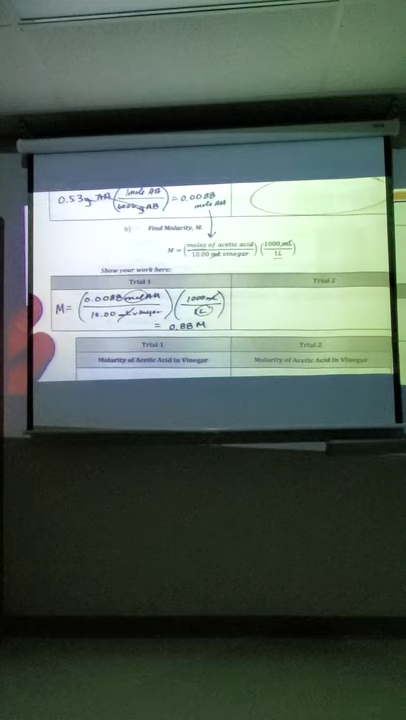 0.53g AA (1mole AA / 60.00g AA) = 0.0088 mole AA
b) Find Molarity, M.
M = (moles of acetic acid / 10.00 mL vinegar) (1000 mL / 1L)
Show your work here:
Trial 1 Trial 2
M = (0.0088 mole AA / 10.00 mL vinegar) (1000 mL / 1L)
= 0.88 M
Trial 1 Trial 2
Molarity of Acetic Acid in Vinegar Molarity of Acetic Acid in Vinegar